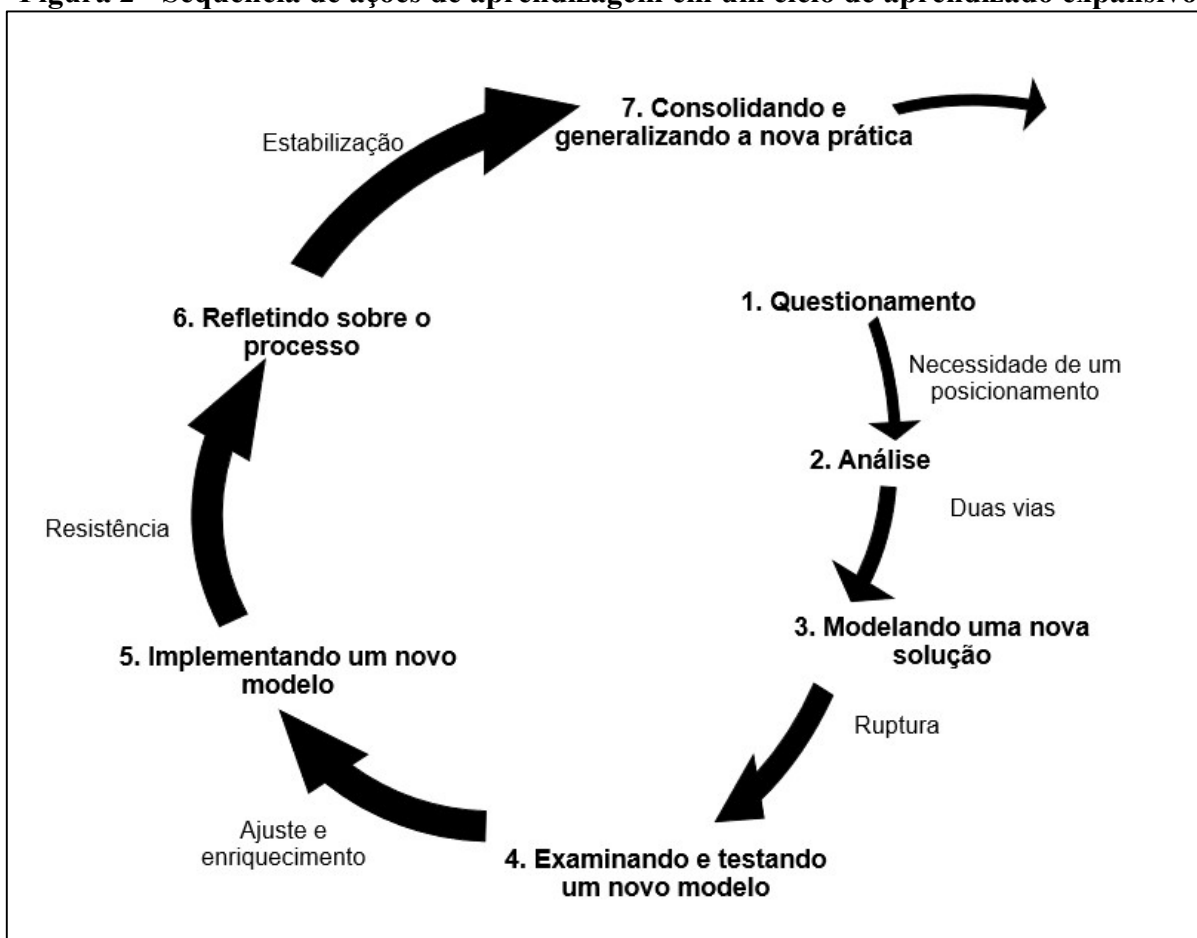 Figura 2 - Sequência de ações de aprendizagem em um ciclo de aprendizado expansivo
7. Consolidando e
generalizando a nova prática
Estabilização
1. Questionamento
6. Refletindo sobre o
processo
Necessidade de um
posicionamento
2. Análise
Duas vias
Resistência
3. Modelando uma nova
solução
5. Implementando um novo
modelo
Ruptura
Ajuste e
enriquecimento
4. Examinando e testando
um novo modelo